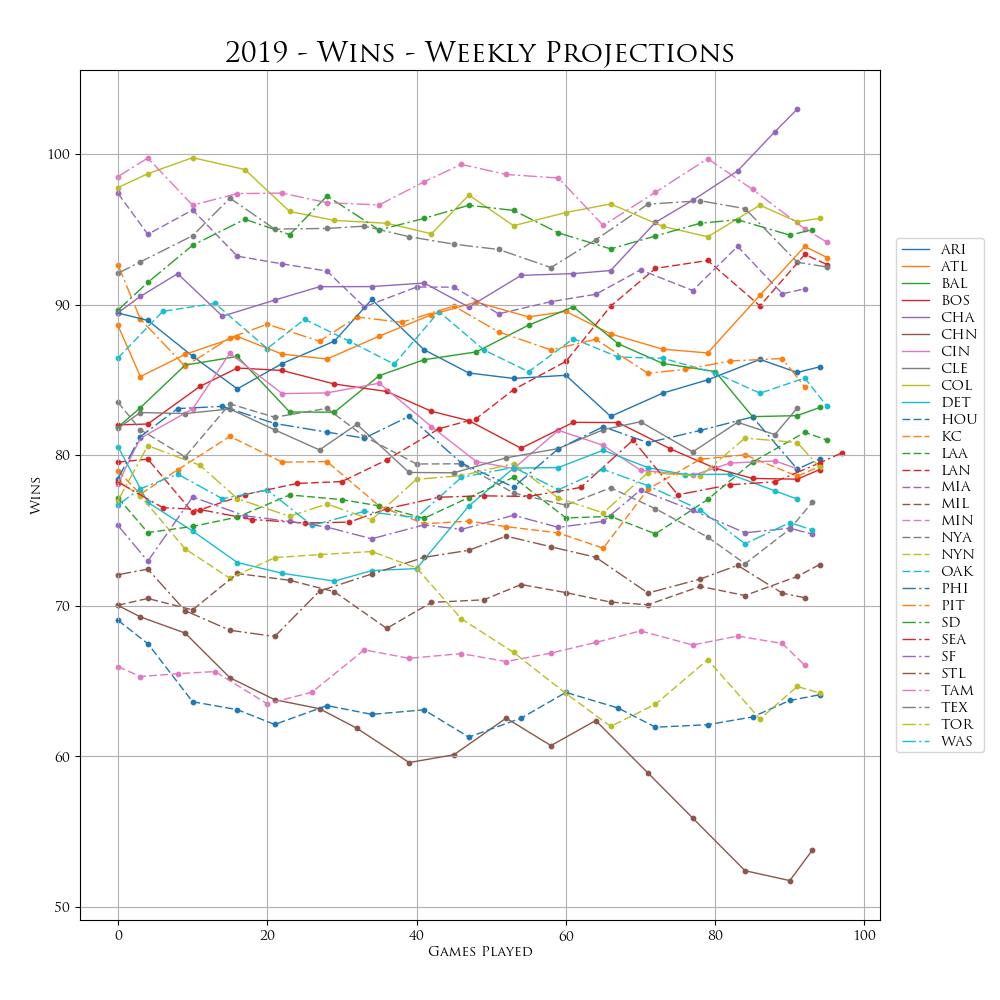 2019 - Wins - Weekly Projections
100
90
80
70
60
50
Wins
0
20
40
60
80
100
Games Played
ARI
ATL
BAL
BOS
CHA
CHN
CIN
CLE
COL
DET
HOU
KC
LAA
LAN
MIA
MIL
MIN
NYA
NYN
OAK
PHI
PIT
SD
SEA
SF
STL
TAM
TEX
TOR
WAS